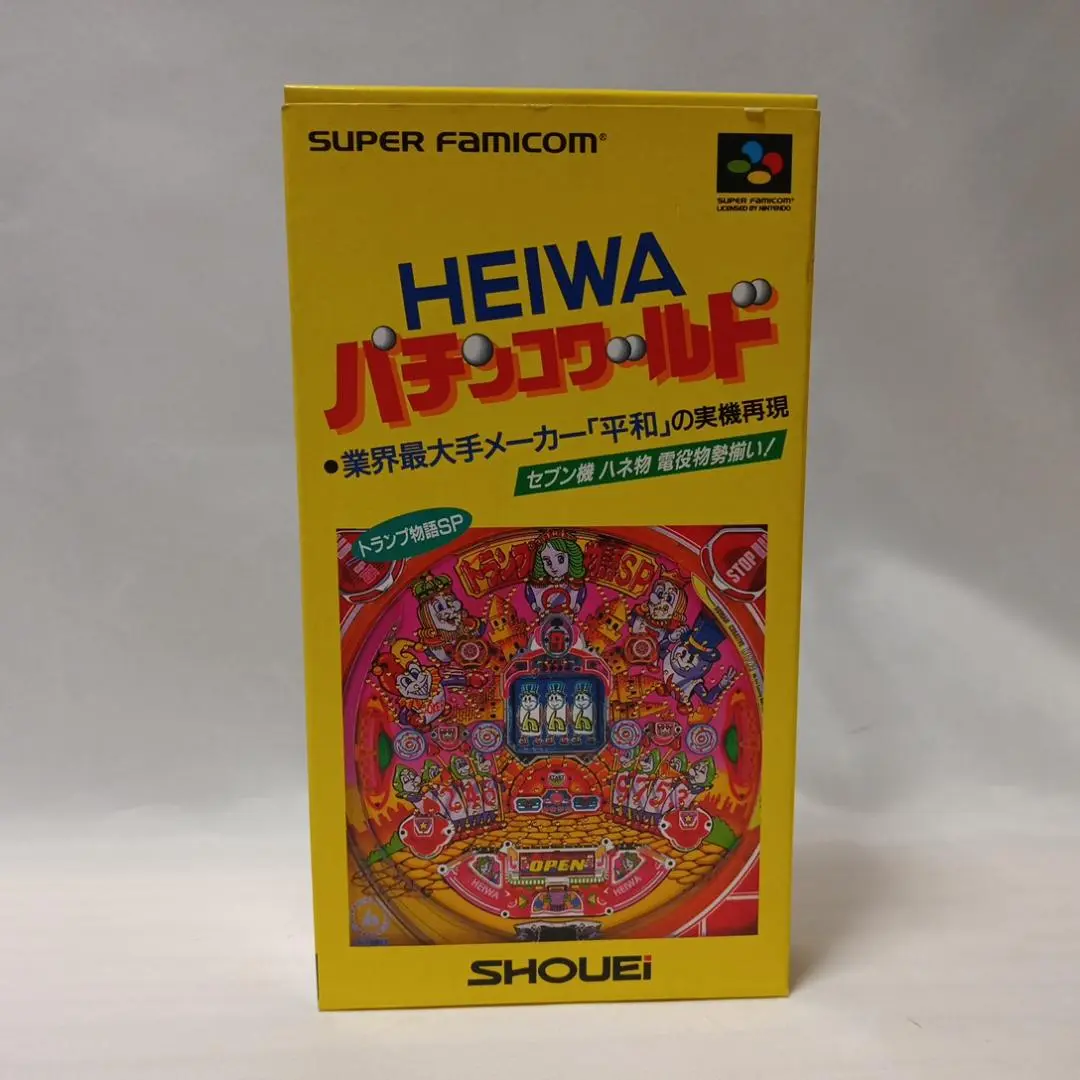 SUPER FAMICOM®
SUPER FAMICOM®
LICENSED BY NINTENDO
HEIWA
パチンコワールド
●業界最大手メーカー「平和」の実機再現
セブン機 ハネ物 電役物勢揃い!
トランプ物語SP
トランプ物語SP
STOP BU
OPEN
HEIWA
HEIWA
SHOUEi